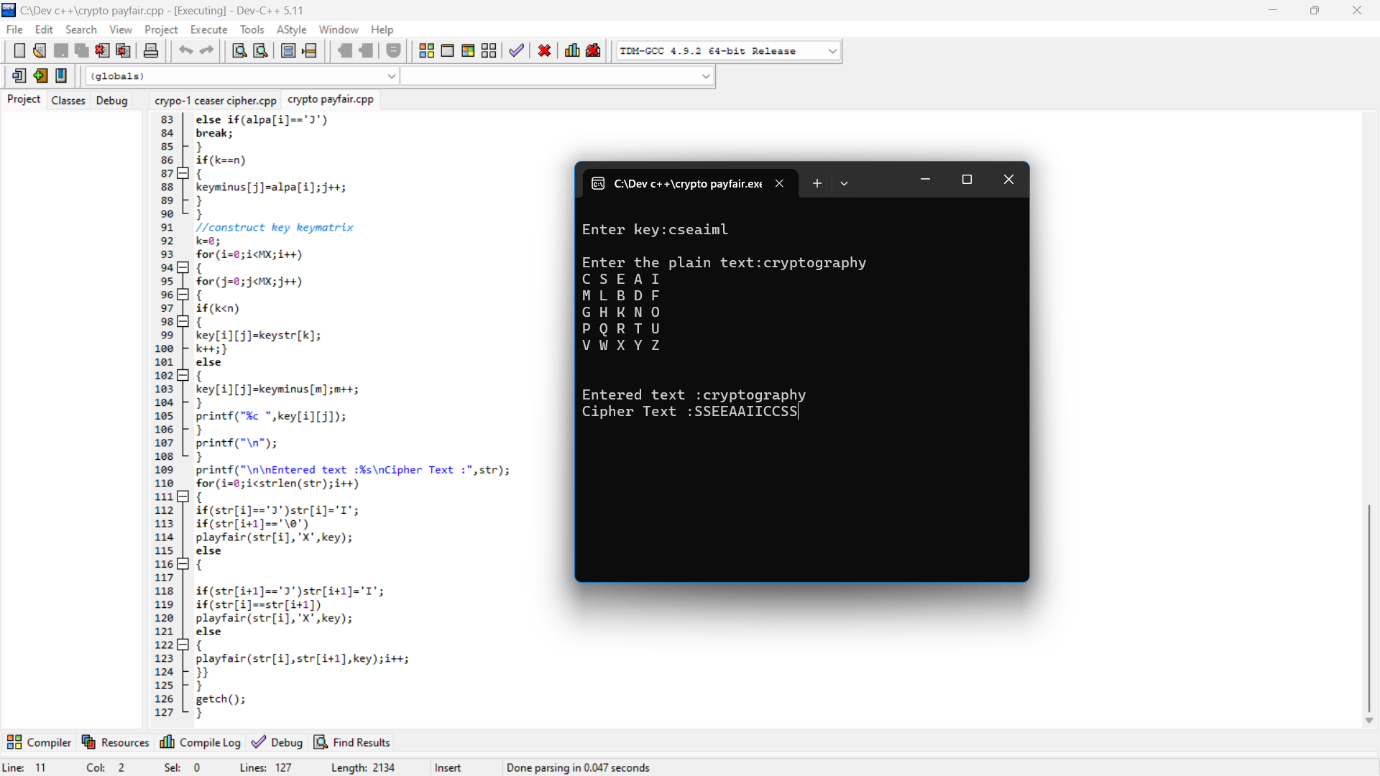 C:\Dev c++\crypto payfair.cpp - [Executing] - Dev-C++ 5.11
File Edit Search View Project Execute Tools AStyle Window Help
TDM-GCC 4.9.2 64-bit Release
(globals)
Project Classes Debug crypo-1 ceaser cipher.cpp crypto payfair.cpp
83 else if(alpa[i]=='J')
84 break;
85 }
86 if(k==n)
87 {
88 keyminus[j]=alpa[i];j++;
89 }
90 }
91 //construct key keymatrix
92 k=0;
93 for(i=0;i<MX;i++)
94 {
95 for(j=0;j<MX;j++)
96 {
97 if(k<n)
98 {
99 key[i][j]=keystr[k];
100 k++;}
101 else
102 {
103 key[i][j]=keyminus[m];m++;
104 }
105 printf("%c ",key[i][j]);
106 }
107 printf("\n");
108 }
109 printf("\n\nEntered text :%s\nCipher Text :",str);
110 for(i=0;i<strlen(str);i++)
111 {
112 if(str[i]=='J')str[i]='I';
113 if(str[i+1]=='\0')
114 playfair(str[i],'X',key);
115 else
116 {
117
118 if(str[i+1]=='J')str[i+1]='I';
119 if(str[i]==str[i+1])
120 playfair(str[i],'X',key);
121 else
122 {
123 playfair(str[i],str[i+1],key);i++;
124 }}
125 }
126 getch();
127 }
C:\Dev c++\crypto payfair.exe
Enter key:cseaiml
Enter the plain text:cryptography
C S E A I
M L B D F
G H K N O
P Q R T U
V W X Y Z
Entered text :cryptography
Cipher Text :SSEEAAIICCSS
Compiler Resources Compile Log Debug Find Results
Line: 11 Col: 2 Sel: 0 Lines: 127 Length: 2134 Insert Done parsing in 0.047 seconds